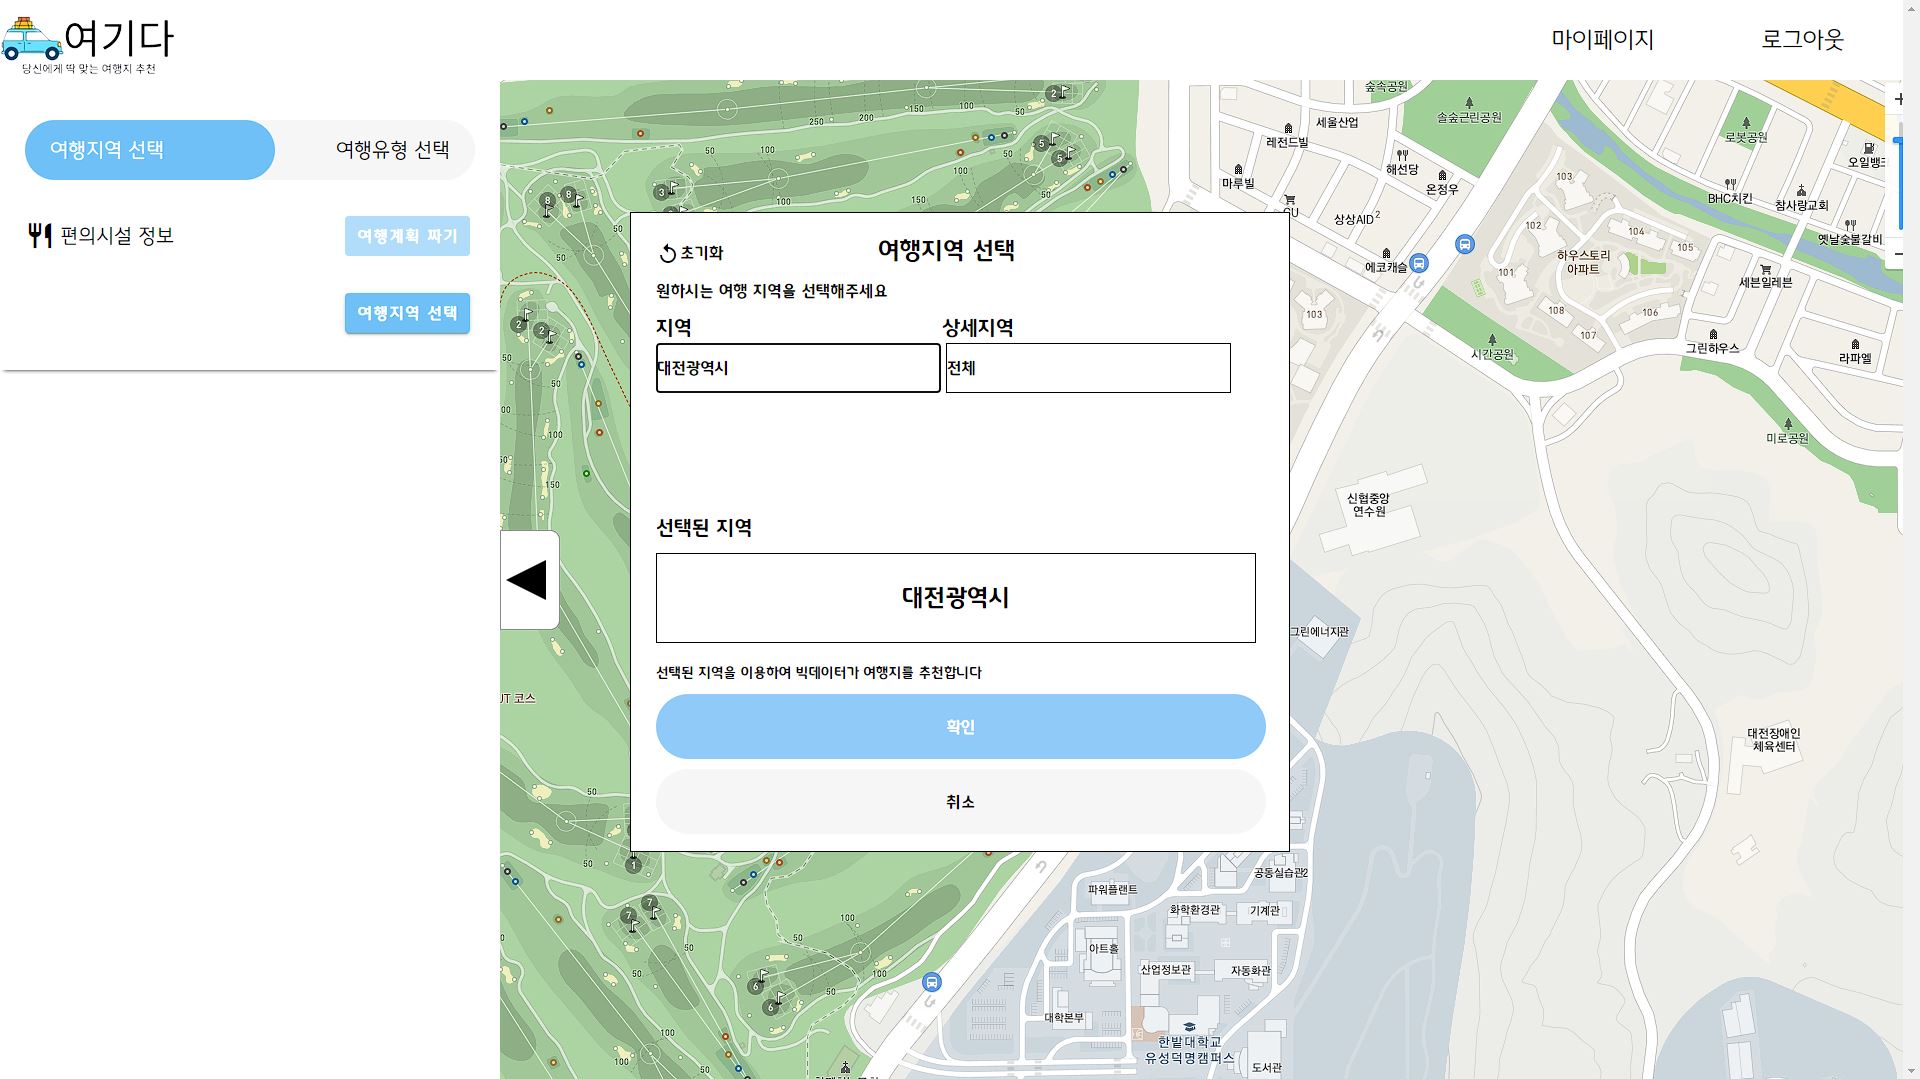 여기다
당신에게 딱 맞는 여행지 추천
마이페이지
로그아웃
여행지역 선택
여행유형 선택
편의시설 정보
여행계획 짜기
여행지역 선택
초기화
여행지역 선택
원하시는 여행 지역을 선택해주세요
지역
상세지역
대전광역시
전체
선택된 지역
대전광역시
선택된 지역을 이용하여 빅데이터가 여행지를 추천합니다
확인
취소
숲속공원
세울산업
솔숲근린공원
로봇공원
레전드빌
오일뱅크
해선당
마루빌
온정우
BHC치킨
참사랑교회
CU
상상AID²
옛날숯불갈비
에코캐슬
하우스토리
아파트
세븐일레븐
101
102
103
104
105
106
107
108
103
시간공원
그린하우스
라파엘
미로공원
신협중앙
연수원
그린에너지관
대전장애인
체육센터
UT 코스
공동실습관2
파워플랜트
화학환경관
기계관
아트홀
산업정보관
자동화관
대학본부
한밭대학교
유성덕명캠퍼스
도서관